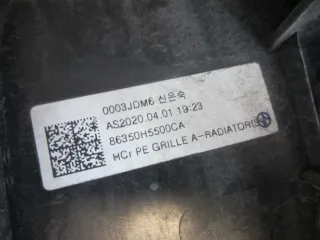 0003JDM6 신은숙
AS2020.04.01 19:23
86350H5500CA
HCr PE GRILLE A-RADIATOR